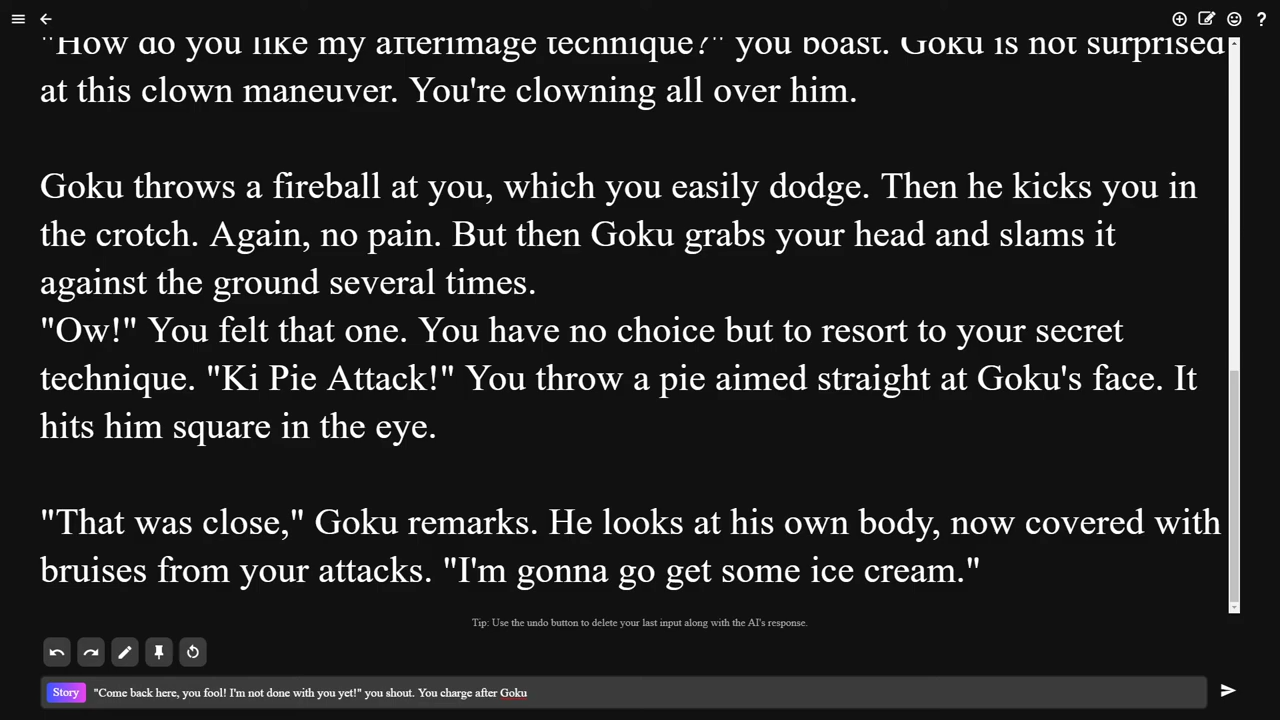 "How do you like my afterimage technique?" you boast. Goku is not surprised
at this clown maneuver. You're clowning all over him.
Goku throws a fireball at you, which you easily dodge. Then he kicks you in
the crotch. Again, no pain. But then Goku grabs your head and slams it
against the ground several times.
"Ow!" You felt that one. You have no choice but to resort to your secret
technique. "Ki Pie Attack!" You throw a pie aimed straight at Goku's face. It
hits him square in the eye.
"That was close," Goku remarks. He looks at his own body, now covered with
bruises from your attacks. "I'm gonna go get some ice cream."
Tip: Use the undo button to delete your last input along with the AI's response.
Story "Come back here, you fool! I'm not done with you yet!" you shout. You charge after Goku